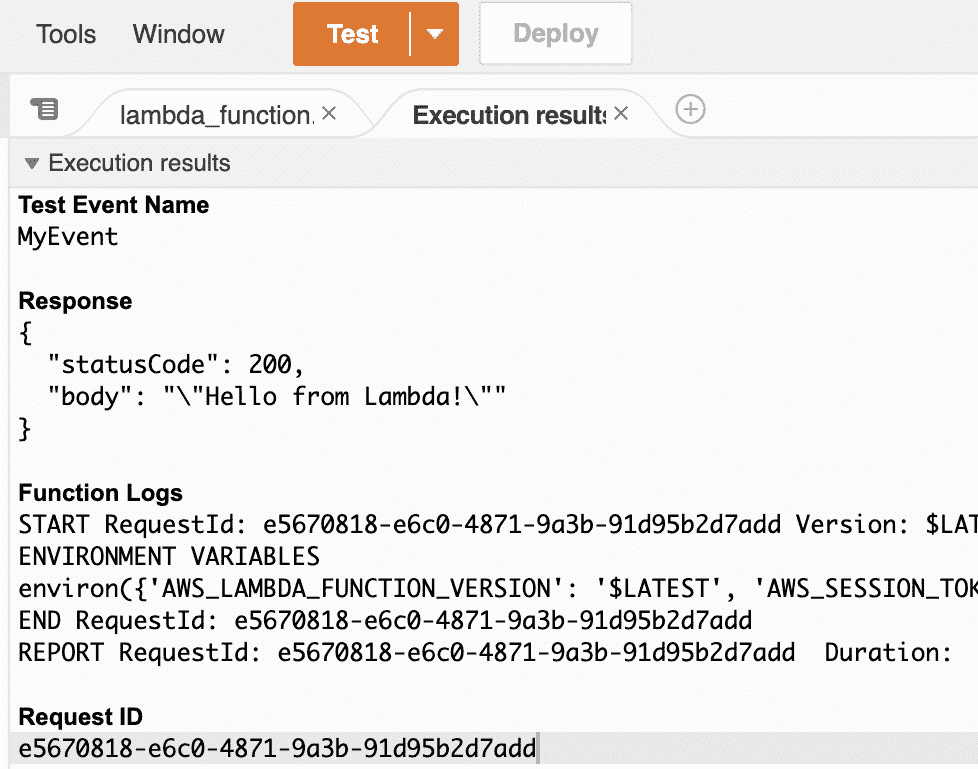 Tools Window Test Deploy
lambda_function. × Execution results ×
Execution results
Test Event Name
MyEvent
Response
{
"statusCode": 200,
"body": "\"Hello from Lambda!\""
}
Function Logs
START RequestId: e5670818-e6c0-4871-9a3b-91d95b2d7add Version: $LAT
ENVIRONMENT VARIABLES
environ({'AWS_LAMBDA_FUNCTION_VERSION': '$LATEST', 'AWS_SESSION_TOK
END RequestId: e5670818-e6c0-4871-9a3b-91d95b2d7add
REPORT RequestId: e5670818-e6c0-4871-9a3b-91d95b2d7add Duration:
Request ID
e5670818-e6c0-4871-9a3b-91d95b2d7add